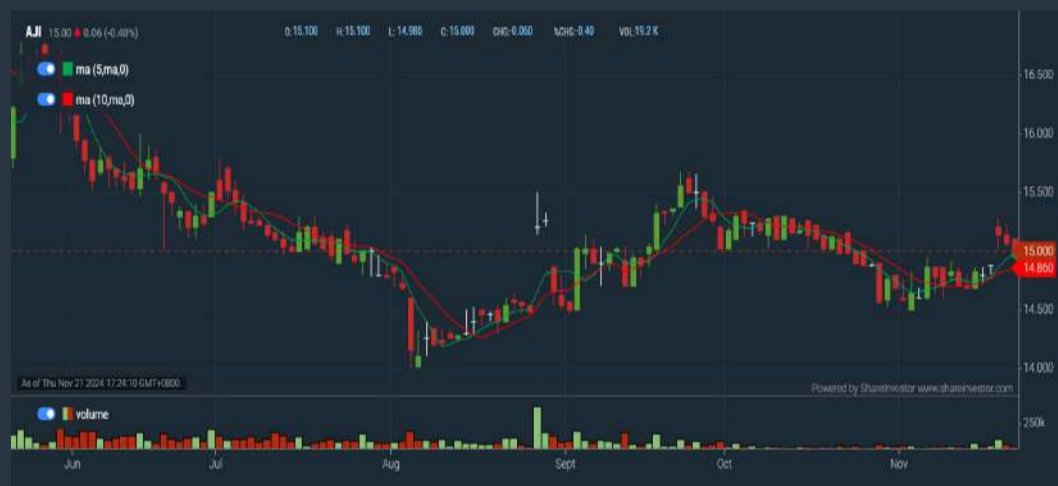 AJI 15.00 0.06 (-0.40%) O:15.100 H:15.100 L: 14.980 C:15.000 CHG:-0.060 %CHG:-0.40 VOL:19.2 K
ma (5,ma,0)
ma (10,ma,0)
16.500
16.000
15.500
15.000
14.860
14.500
14.000
As of Thu Nov 21 2024 17:24:10 GMT+0800.
Powered by ShareInvestor www.shareinvestor.com
volume
250k
Jun Jul Aug Sept Oct Nov